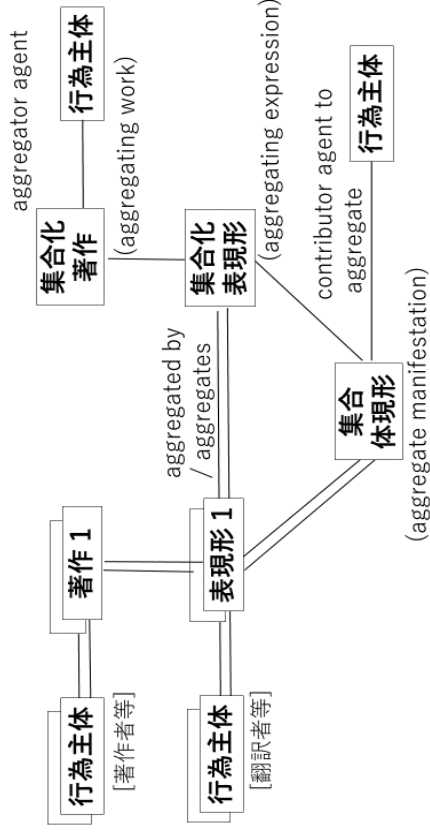 行為主体
[著作者等]
著作 1
集合化
著作
(aggregating work)
aggregator agent
行為主体
行為主体
[翻訳者等]
表現形 1
aggregated by
/ aggregates
集合化
表現形
(aggregating expression)
集合
体現形
(aggregate manifestation)
contributor agent to
aggregate
行為主体